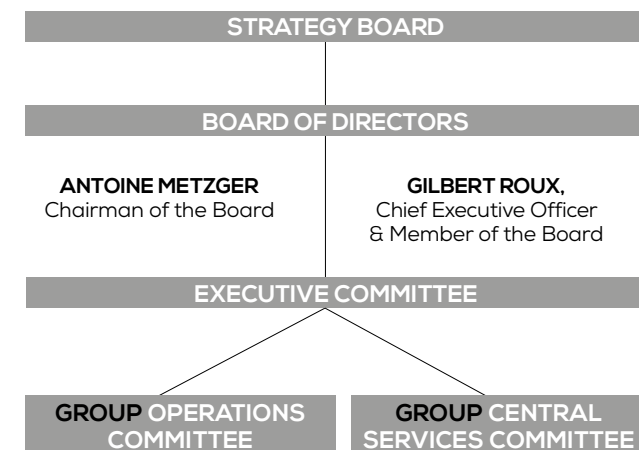 STRATEGY BOARD
BOARD OF DIRECTORS
ANTOINE METZGER
Chairman of the Board
GILBERT ROUX,
Chief Executive Officer
& Member of the Board
EXECUTIVE COMMITTEE
GROUP OPERATIONS
COMMITTEE
GROUP CENTRAL
SERVICES COMMITTEE